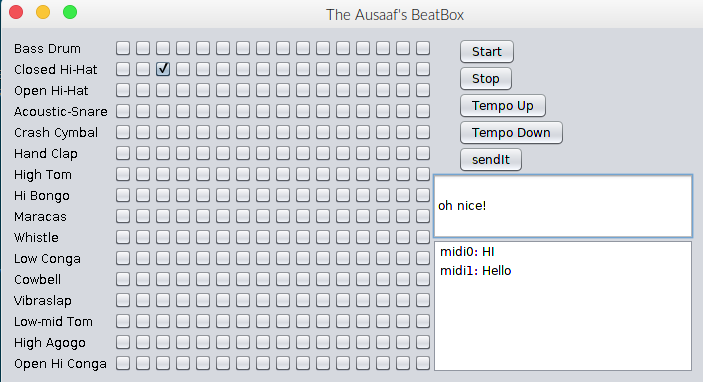 The Ausaaf's BeatBox
Bass Drum
Closed Hi-Hat
Open Hi-Hat
Acoustic-Snare
Crash Cymbal
Hand Clap
High Tom
Hi Bongo
Maracas
Whistle
Low Conga
Cowbell
Vibraslap
Low-mid Tom
High Agogo
Open Hi Conga
Start
Stop
Tempo Up
Tempo Down
sendIt
oh nice!
midi0: HI
midi1: Hello